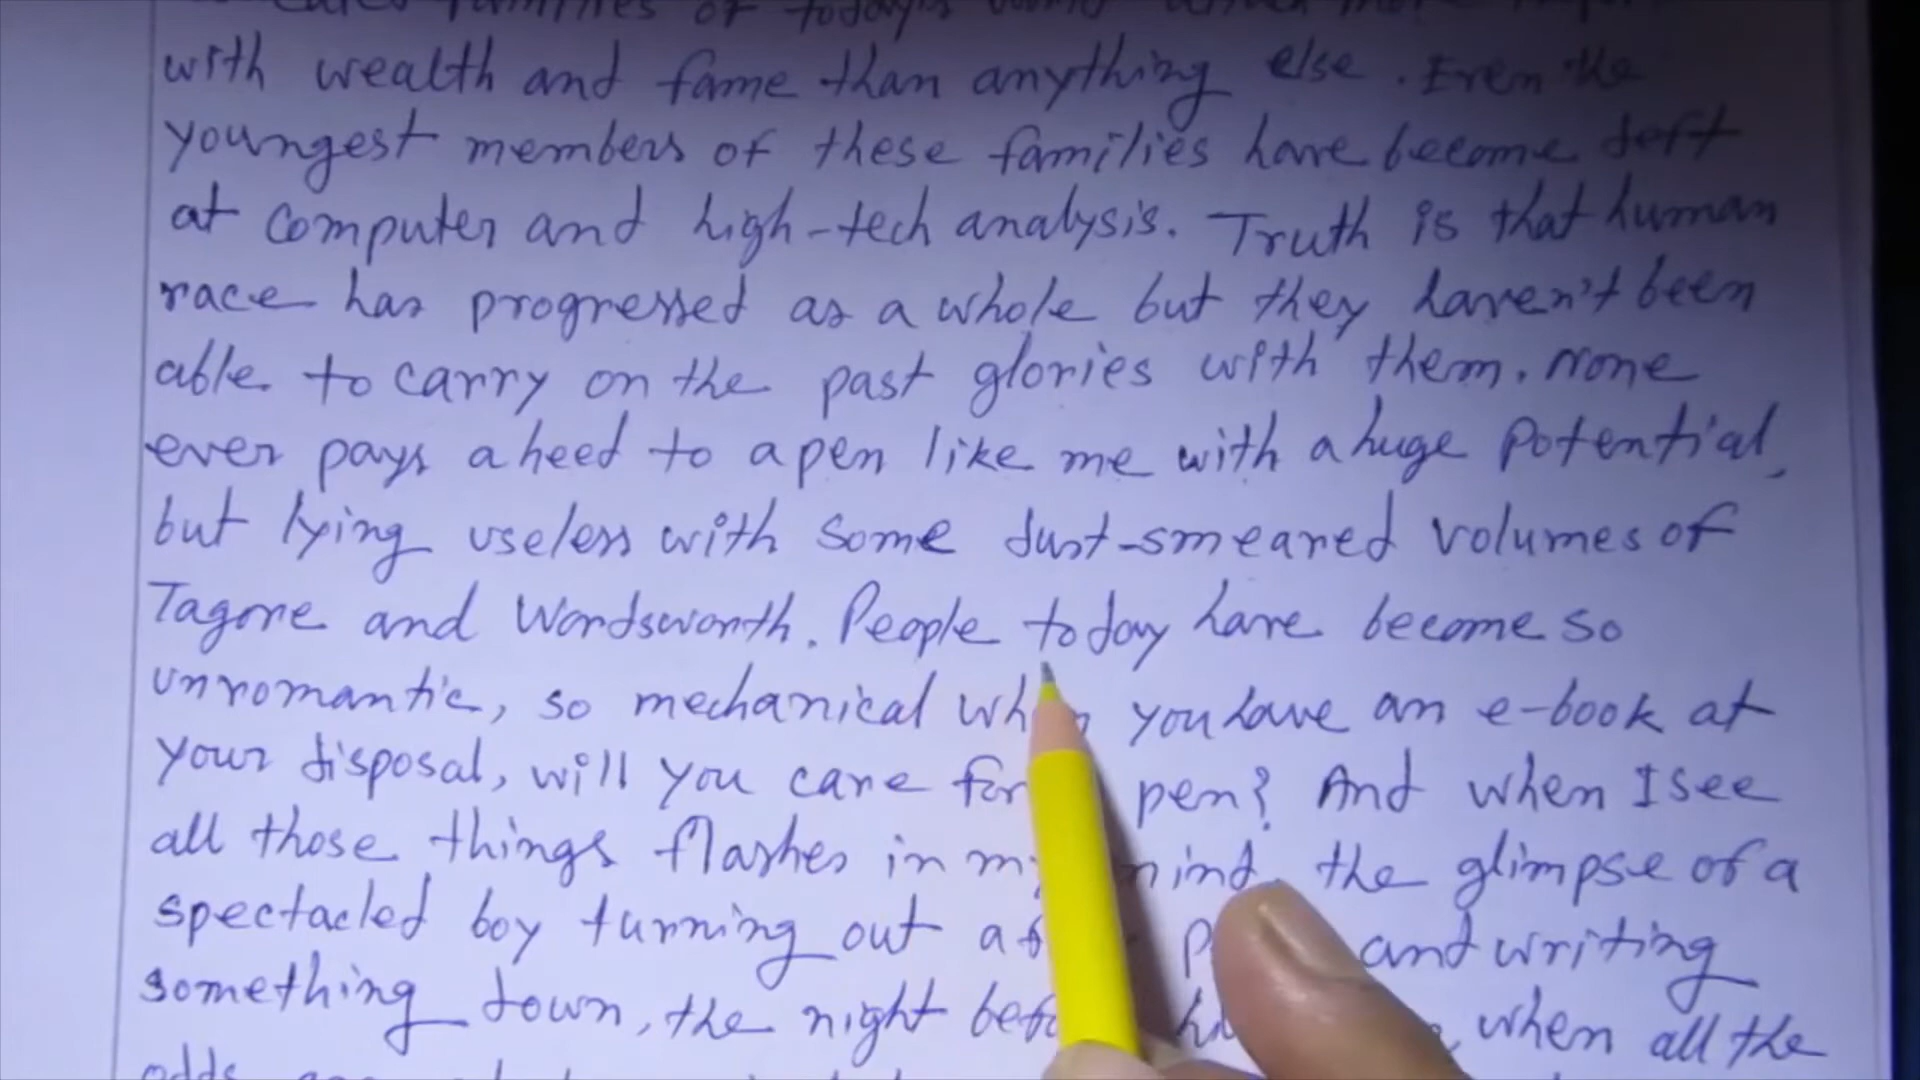 families of today's
with wealth and fame than anything else. Even the
youngest members of these families have become deft
at computer and high-tech analysis. Truth is that human
race has progressed as a whole but they haven't been
able to carry on the past glories with them. none
ever pays a heed to a pen like me with a huge potential,
but lying useless with some dust-smeared volumes of
Tagore and Wordsworth. People today have become so
unromantic, so mechanical you have an e-book at
your disposal, will you care for pen? And when I see
all those things flashes in the glimpse of a
spectacled boy turning out and writing
something down, the night when all the
odds